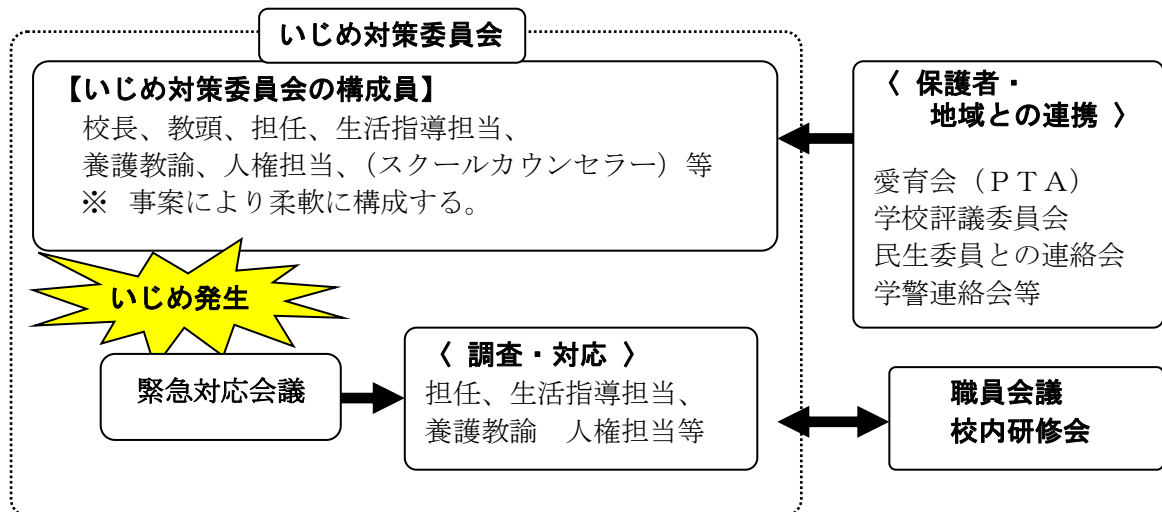 いじめ対策委員会
【いじめ対策委員会の構成員】
校長、教頭、担任、生活指導担当、
養護教諭、人権担当、（スクールカウンセラー）等
※ 事案により柔軟に構成する。
〈 保護者・
地域との連携 〉
愛育会（ＰＴＡ）
学校評議委員会
民生委員との連絡会
学警連絡会等
いじめ発生
緊急対応会議
〈 調査・対応 〉
担任、生活指導担当、
養護教諭　人権担当等
職員会議
校内研修会